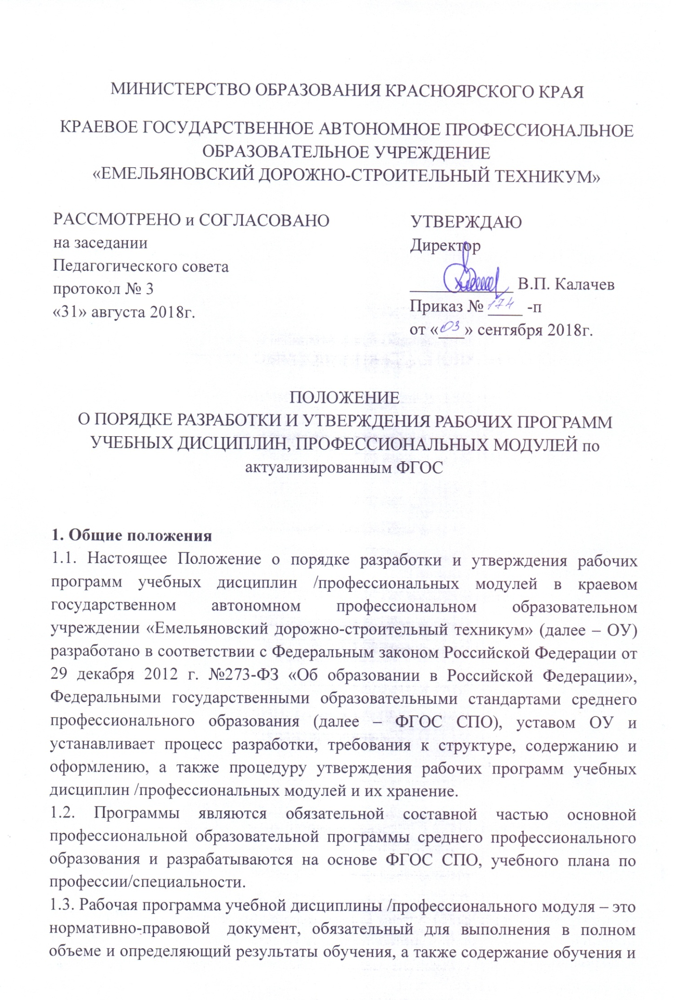 МИНИСТЕРСТВО ОБРАЗОВАНИЯ КРАСНОЯРСКОГО КРАЯ
КРАЕВОЕ ГОСУДАРСТВЕННОЕ АВТОНОМНОЕ ПРОФЕССИОНАЛЬНОЕ
ОБРАЗОВАТЕЛЬНОЕ УЧРЕЖДЕНИЕ
«ЕМЕЛЬЯНОВСКИЙ ДОРОЖНО-СТРОИТЕЛЬНЫЙ ТЕХНИКУМ»
РАССМОТРЕНО и СОГЛАСОВАНО
на заседании
Педагогического совета
протокол № 3
«31» августа 2018г.
УТВЕРЖДАЮ
Директор
____________ В.П. Калачев
Приказ № 174 -п
от «03» сентября 2018г.
ПОЛОЖЕНИЕ
О ПОРЯДКЕ РАЗРАБОТКИ И УТВЕРЖДЕНИЯ РАБОЧИХ ПРОГРАММ
УЧЕБНЫХ ДИСЦИПЛИН, ПРОФЕССИОНАЛЬНЫХ МОДУЛЕЙ по
актуализированным ФГОС
1. Общие положения
1.1. Настоящее Положение о порядке разработки и утверждения рабочих
программ учебных дисциплин /профессиональных модулей в краевом
государственном автономном профессиональном образовательном
учреждении «Емельяновский дорожно-строительный техникум» (далее – ОУ)
разработано в соответствии с Федеральным законом Российской Федерации от
29 декабря 2012 г. №273-ФЗ «Об образовании в Российской Федерации»,
Федеральными государственными образовательными стандартами среднего
профессионального образования (далее – ФГОС СПО), уставом ОУ и
устанавливает процесс разработки, требования к структуре, содержанию и
оформлению, а также процедуру утверждения рабочих программ учебных
дисциплин /профессиональных модулей и их хранение.
1.2. Программы являются обязательной составной частью основной
профессиональной образовательной программы среднего профессионального
образования и разрабатываются на основе ФГОС СПО, учебного плана по
профессии/специальности.
1.3. Рабочая программа учебной дисциплины /профессионального модуля – это
нормативно-правовой документ, обязательный для выполнения в полном
объеме и определяющий результаты обучения, а также содержание обучения и